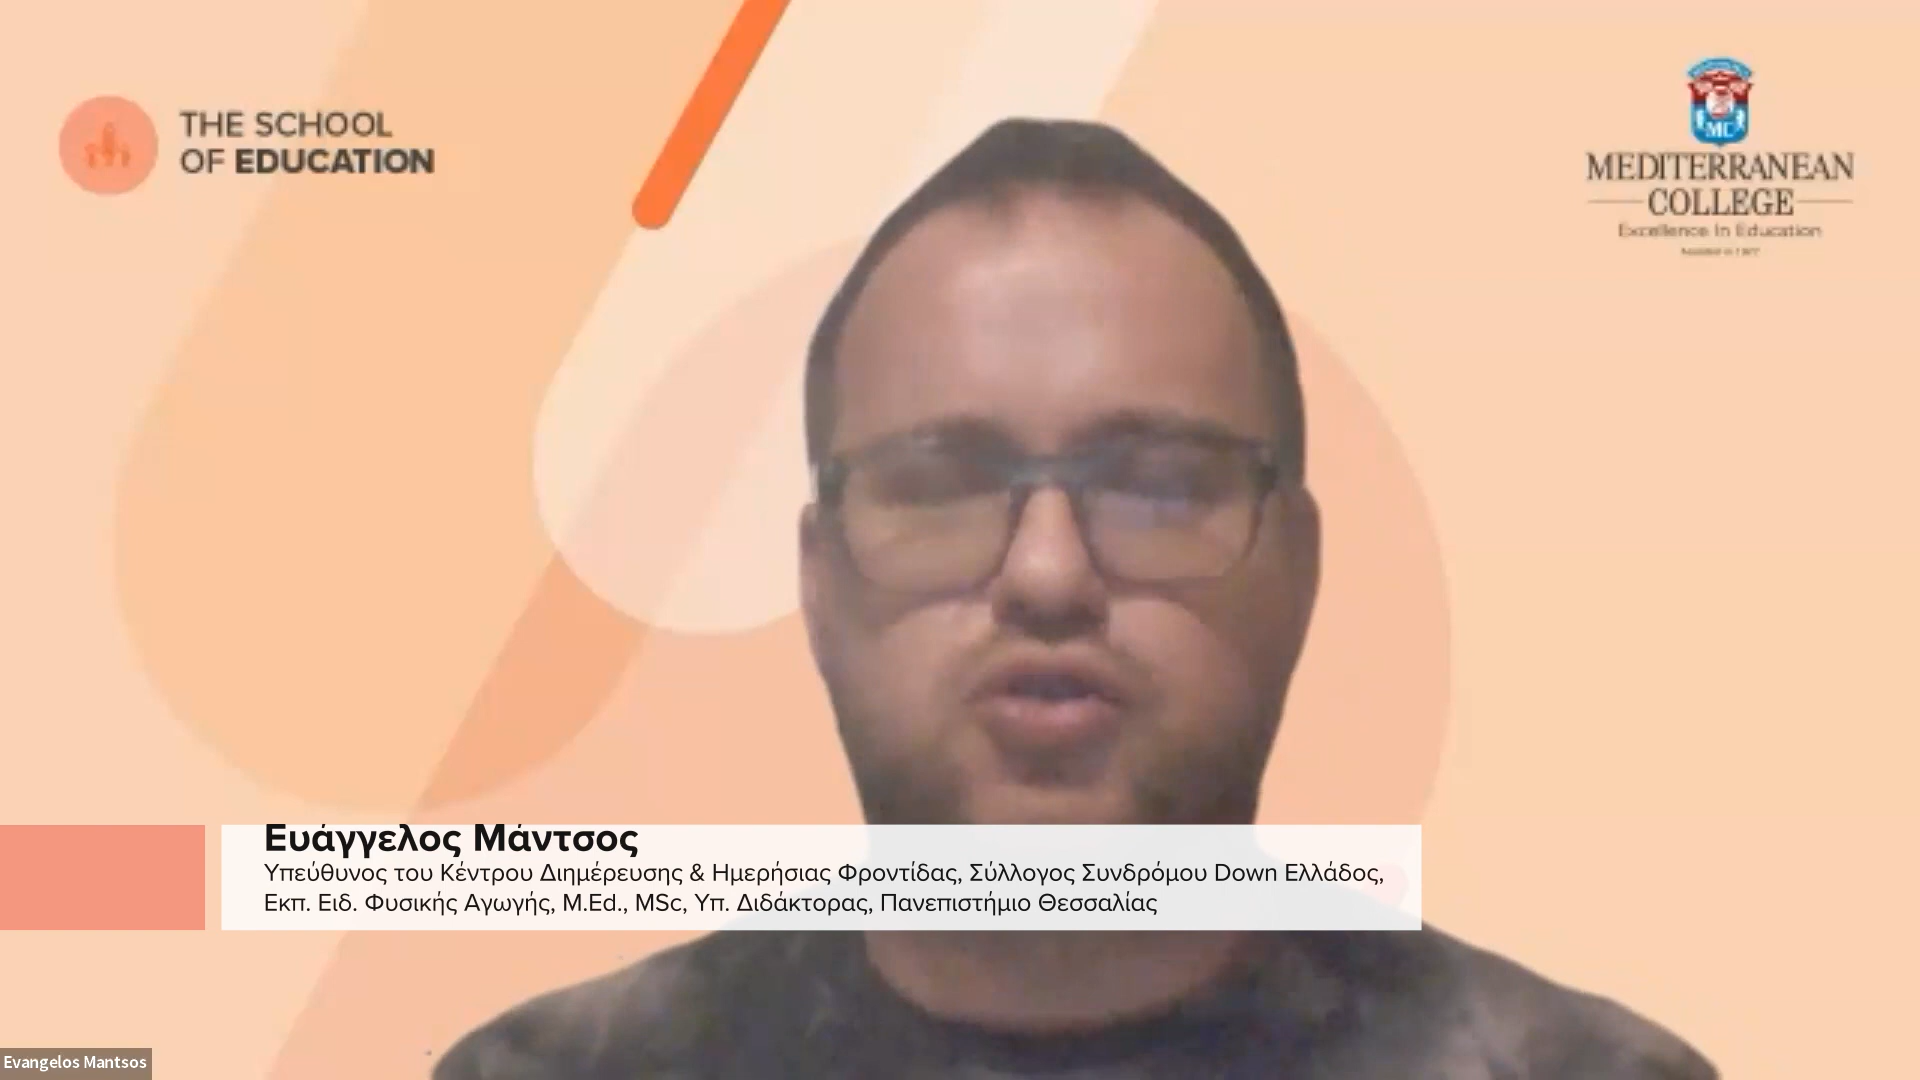 THE SCHOOL
OF EDUCATION
MC
MEDITERRANEAN
COLLEGE
Excellence In Education
Ευάγγελος Μάντσος
Υπεύθυνος του Κέντρου Διημέρευσης & Ημερήσιας Φροντίδας, Σύλλογος Συνδρόμου Down Ελλάδος,
Εκπ. Ειδ. Φυσικής Αγωγής, M.Ed., MSc, Υπ. Διδάκτορας, Πανεπιστήμιο Θεσσαλίας
Evangelos Mantsos